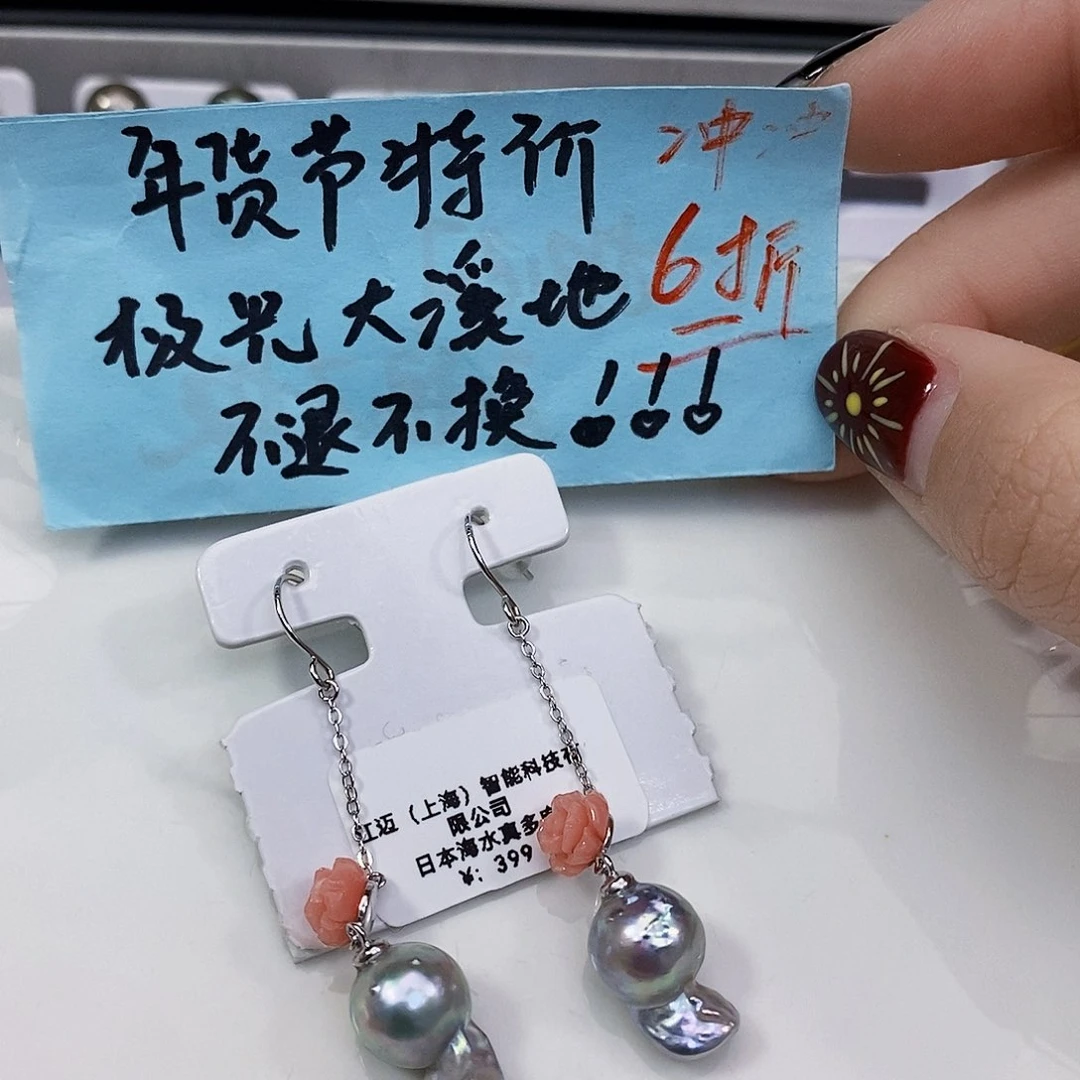 年货节特价
冲
6折
极光 大溪地
不退不换!!!
迈（上海）智能科技有
限公司
日本海水真多
¥: 399